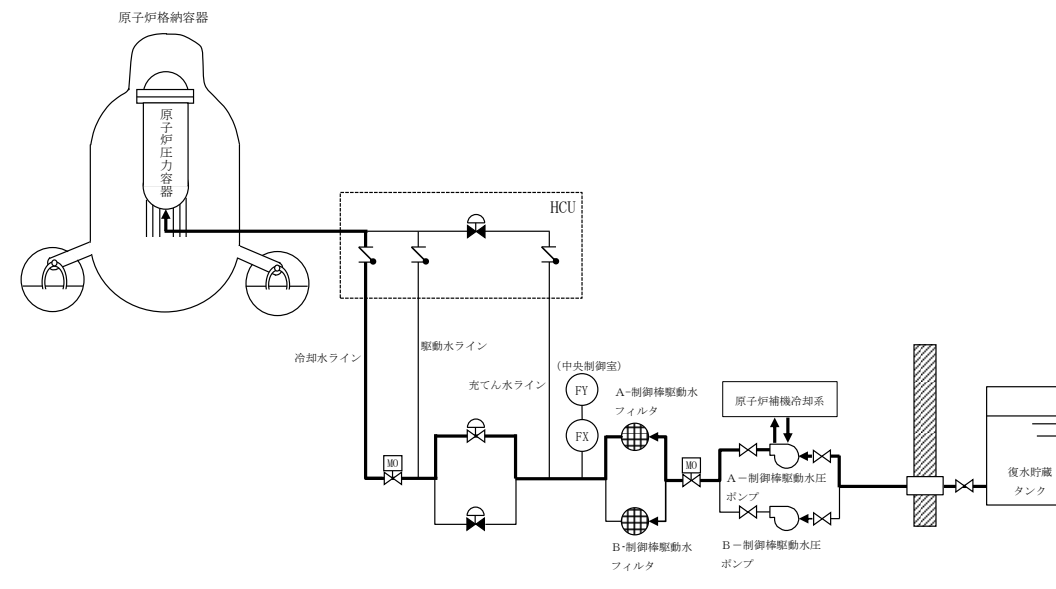 原子炉格納容器
原子炉圧力容器
HCU
冷却水ライン
駆動水ライン
充てん水ライン
(中央制御室)
FY
FX
A-制御棒駆動水
フィルタ
原子炉補機冷却系
MO
MO
A－制御棒駆動水圧
ポンプ
復水貯蔵
タンク
B-制御棒駆動水
フィルタ
B－制御棒駆動水圧
ポンプ